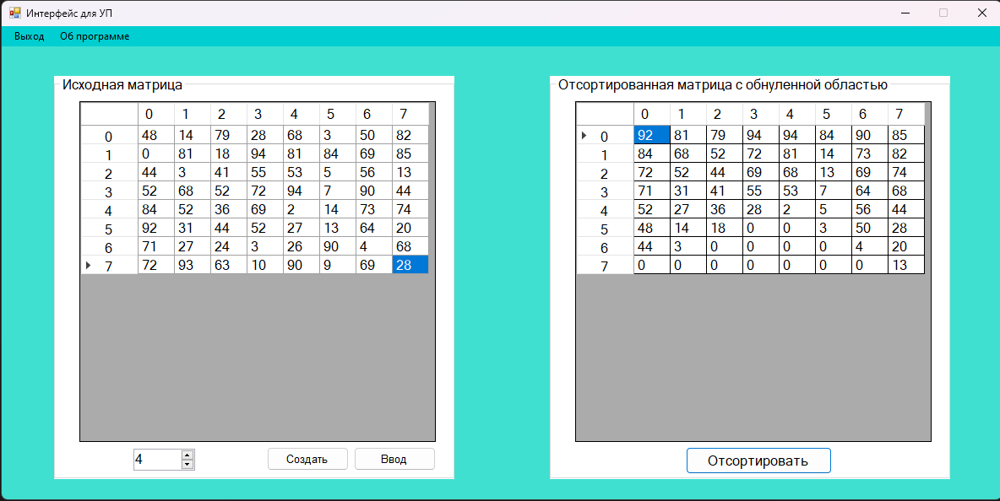 Интерфейс для УП
Выход Об программе
Исходная матрица
0 1 2 3 4 5 6 7
0 48 14 79 28 68 3 50 82
1 0 81 18 94 81 84 69 85
2 44 3 41 55 53 5 56 13
3 52 68 52 72 94 7 90 44
4 84 52 36 69 2 14 73 74
5 92 31 44 52 27 13 64 20
6 71 27 24 3 26 90 4 68
7 72 93 63 10 90 9 69 28
4 Создать Ввод
Отсортированная матрица с обнуленной областью
0 1 2 3 4 5 6 7
0 92 81 79 94 94 84 90 85
1 84 68 52 72 81 14 73 82
2 72 52 44 69 68 13 69 74
3 71 31 41 55 53 7 64 68
4 52 27 36 28 2 5 56 44
5 48 14 18 0 0 3 50 28
6 44 3 0 0 0 0 4 20
7 0 0 0 0 0 0 0 13
Отсортировать